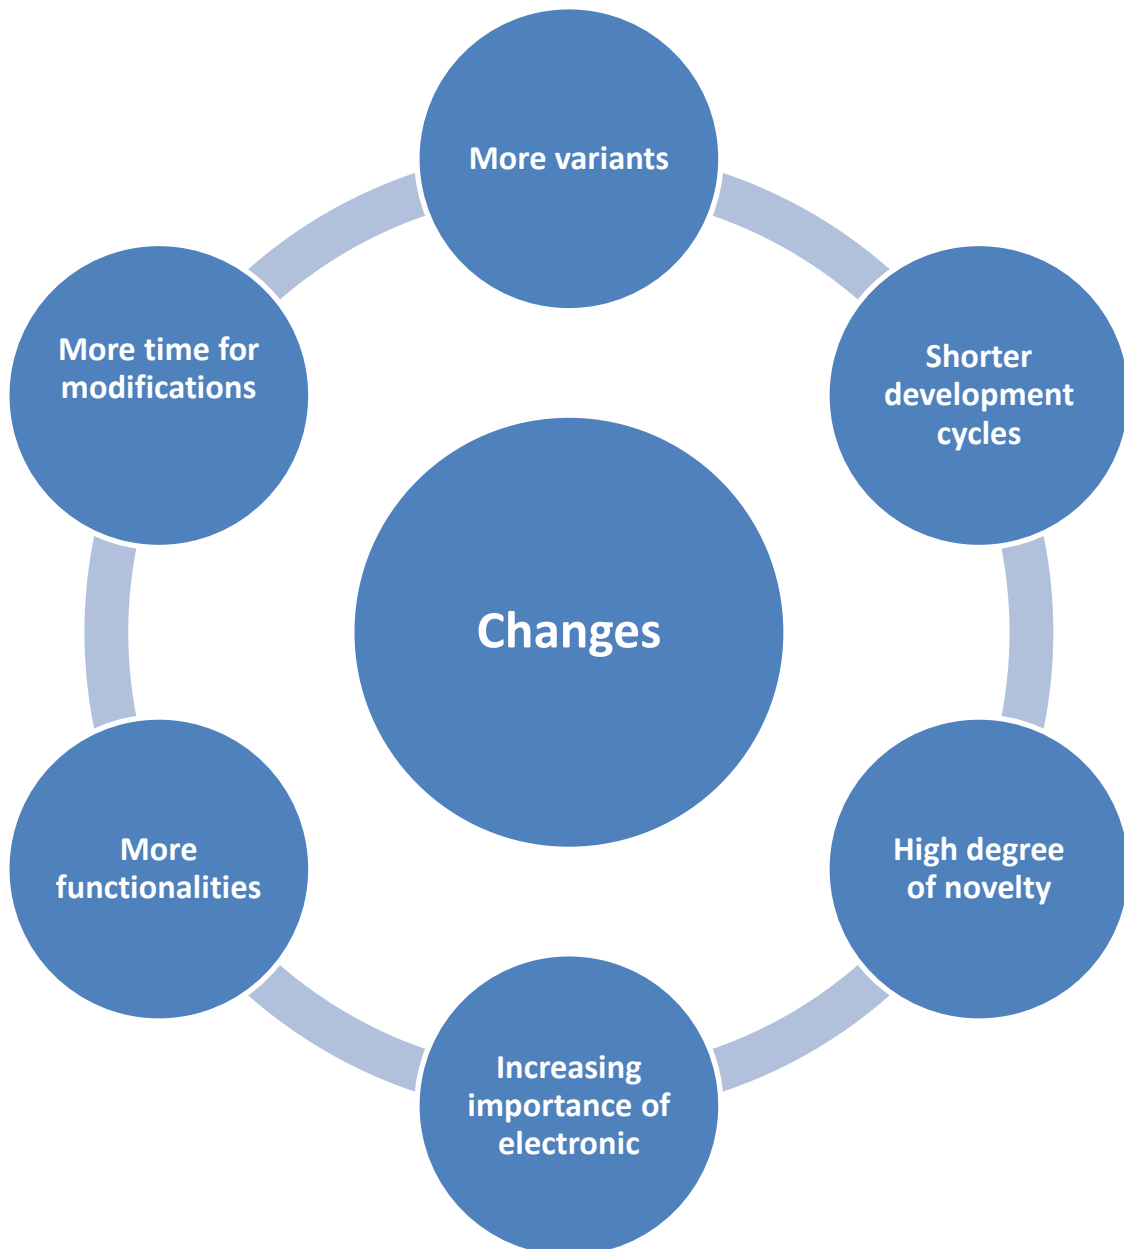 More variants
More time for
modifications
Shorter
development
cycles
Changes
More
functionalities
High degree
of novelty
Increasing
importance of
electronic